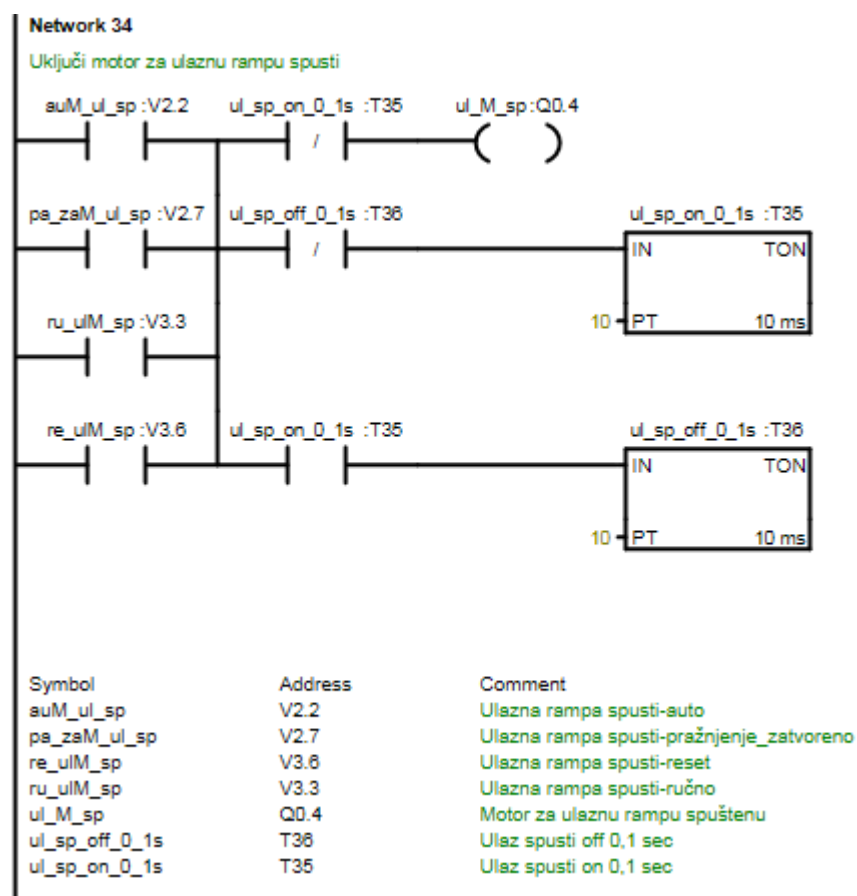 Network 34
Uključi motor za ulaznu rampu spusti
auM_ul_sp:V2.2 ul_sp_on_0_1s :T35 ul_M_sp:Q0.4
/
pa_zaM_ul_sp:V2.7 ul_sp_off_0_1s :T36 ul_sp_on_0_1s :T35
/ IN TON
ru_ulM_sp:V3.3 10 PT 10 ms
re_ulM_sp:V3.6 ul_sp_on_0_1s :T35 ul_sp_off_0_1s :T36
IN TON
10 PT 10 ms
Symbol Address Comment
auM_ul_sp V2.2 Ulazna rampa spusti-auto
pa_zaM_ul_sp V2.7 Ulazna rampa spusti-pražnjenje_zatvoreno
re_ulM_sp V3.6 Ulazna rampa spusti-reset
ru_ulM_sp V3.3 Ulazna rampa spusti-ručno
ul_M_sp Q0.4 Motor za ulaznu rampu spuštenu
ul_sp_off_0_1s T36 Ulaz spusti off 0,1 sec
ul_sp_on_0_1s T35 Ulaz spusti on 0,1 sec